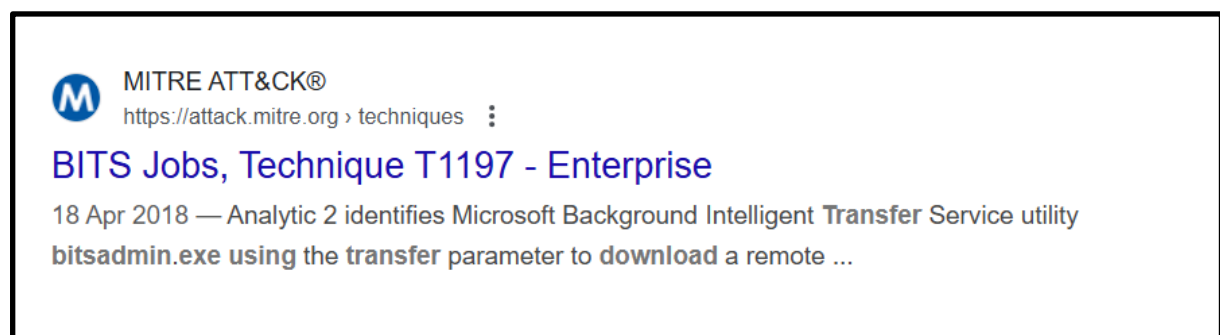 M
MITRE ATT&CK®
https://attack.mitre.org › techniques
BITS Jobs, Technique T1197 - Enterprise
18 Apr 2018 — Analytic 2 identifies Microsoft Background Intelligent Transfer Service utility
bitsadmin.exe using the transfer parameter to download a remote ...